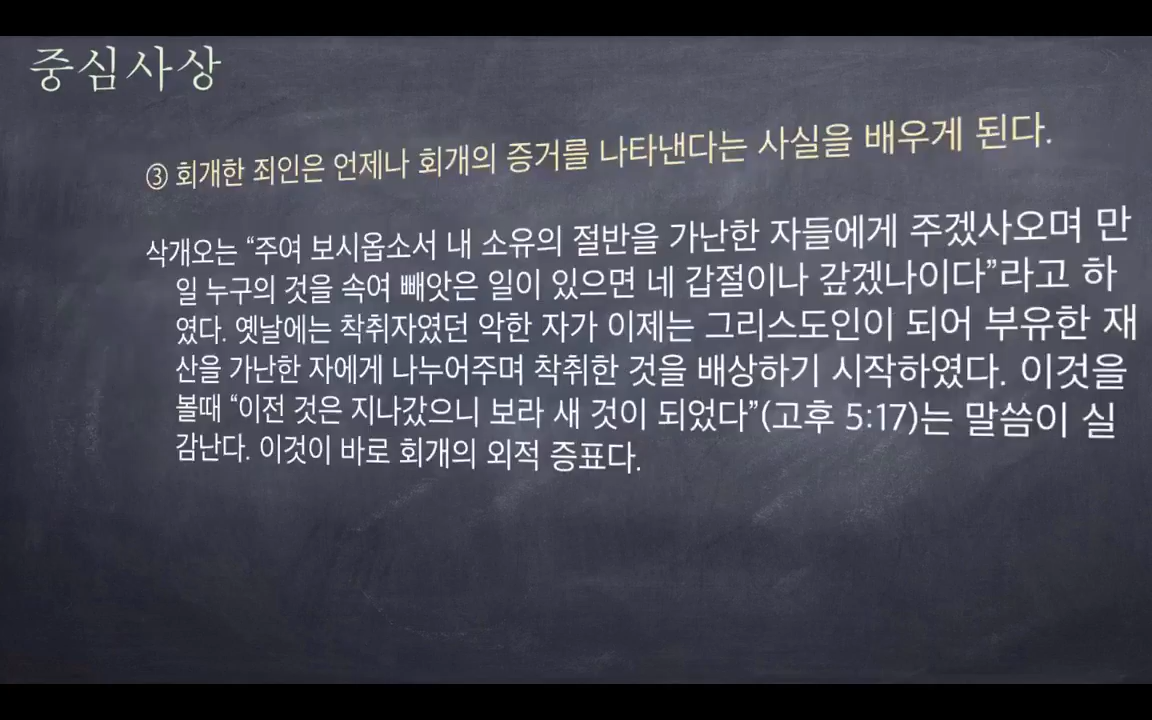 중심사상
③ 회개한 죄인은 언제나 회개의 증거를 나타낸다는 사실을 배우게 된다.
삭개오는 “주여 보시옵소서 내 소유의 절반을 가난한 자들에게 주겠사오며 만
일 누구의 것을 속여 빼앗은 일이 있으면 네 갑절이나 갚겠나이다”라고 하
였다. 옛날에는 착취자였던 악한 자가 이제는 그리스도인이 되어 부유한 재
산을 가난한 자에게 나누어주며 착취한 것을 배상하기 시작하였다. 이것을
볼때 “이전 것은 지나갔으니 보라 새 것이 되었다”(고후 5:17)는 말씀이 실
감난다. 이것이 바로 회개의 외적 증표다.